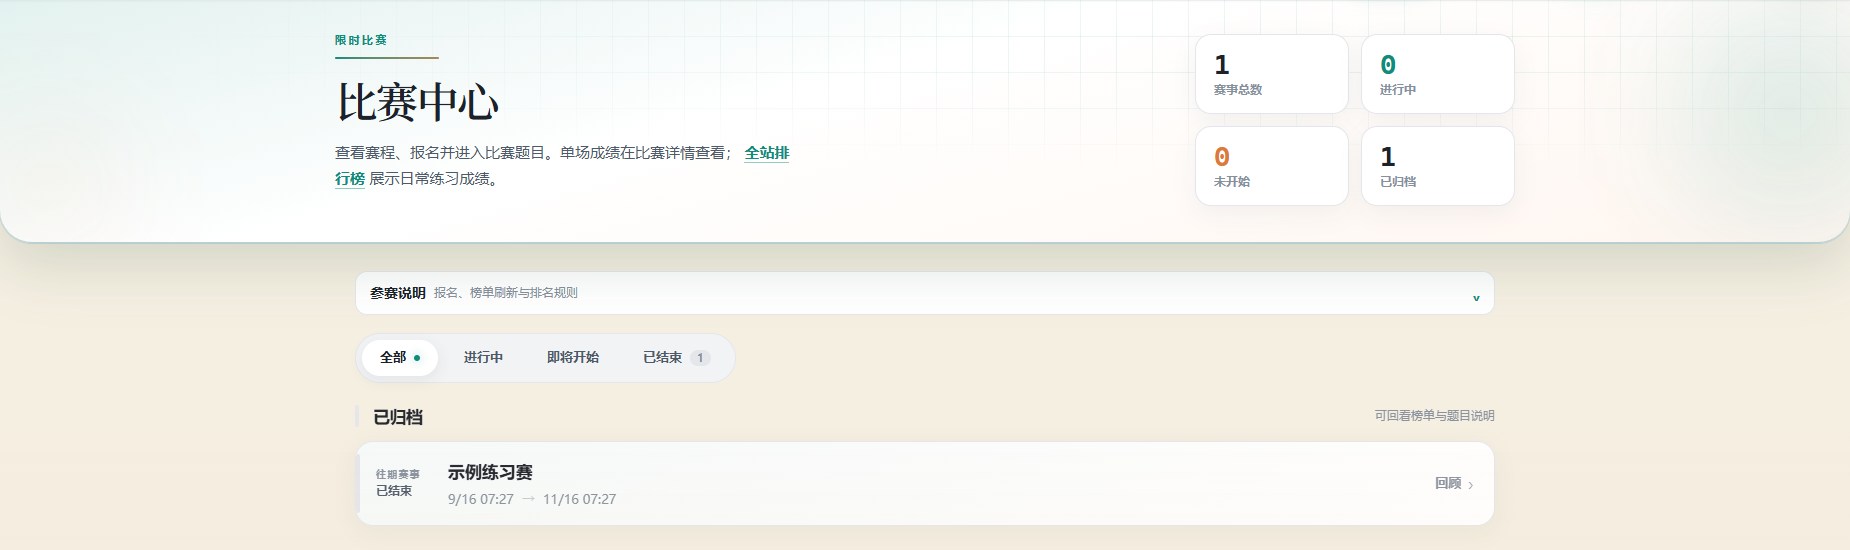 限时比赛
比赛中心
查看赛程、报名并进入比赛题目。单场成绩在比赛详情查看； 全站排
行榜 展示日常练习成绩。
1
赛事总数
0
进行中
0
未开始
1
已归档
参赛说明 报名、榜单刷新与排名规则
v
全部 进行中 即将开始 已结束 1
已归档
可回看榜单与题目说明
往期赛事
已结束
示例练习赛
9/16 07:27 → 11/16 07:27
回顾 ›